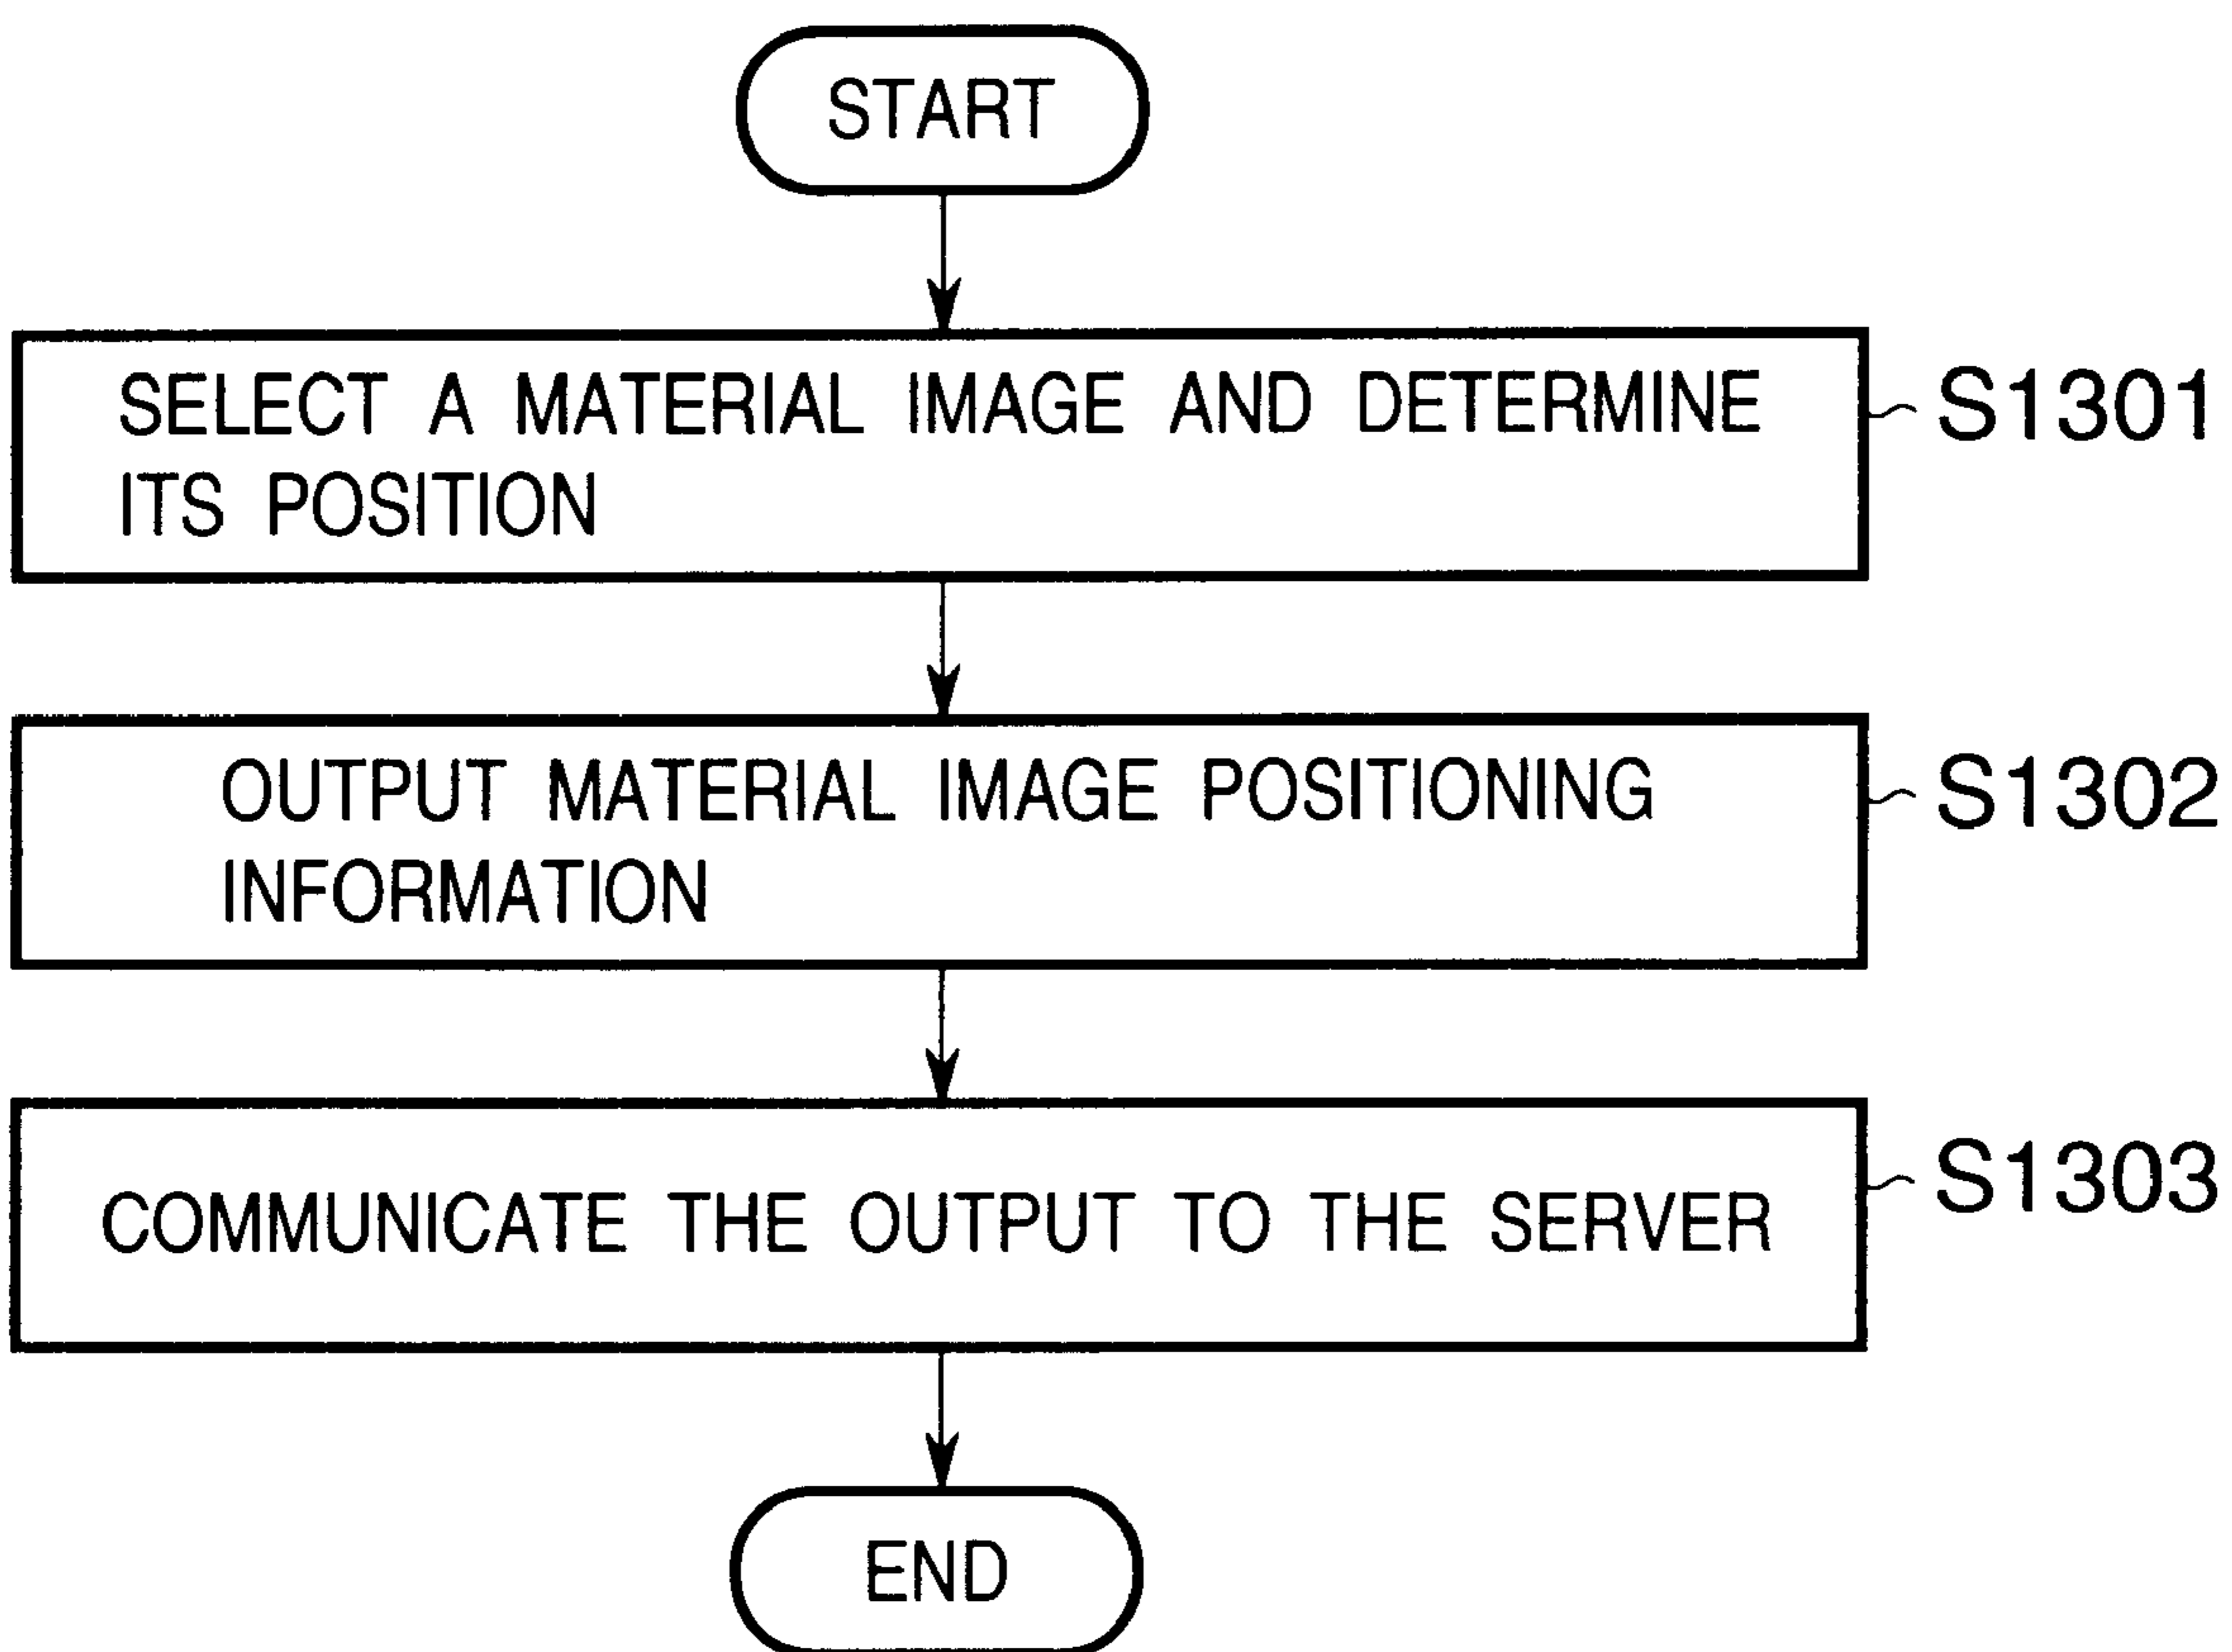 START
SELECT A MATERIAL IMAGE AND DETERMINE
ITS POSITION
S1301
OUTPUT MATERIAL IMAGE POSITIONING
INFORMATION
S1302
COMMUNICATE THE OUTPUT TO THE SERVER
S1303
END